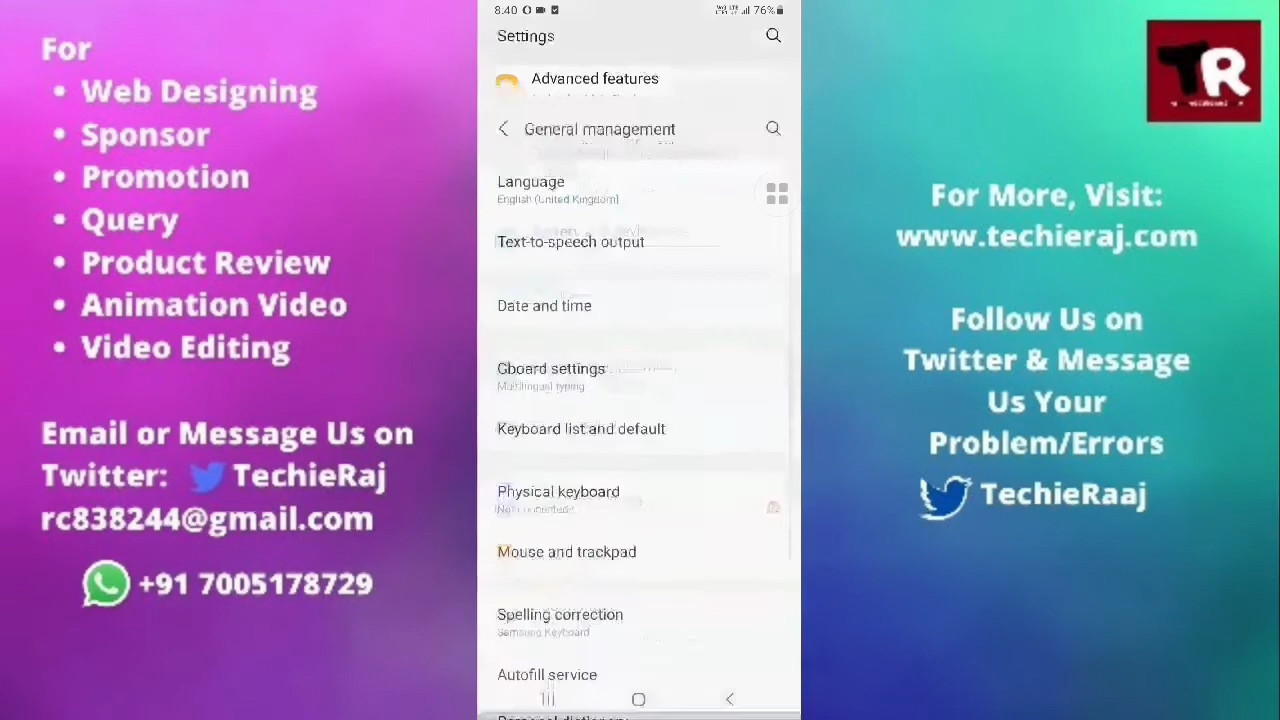 For
• Web Designing
• Sponsor
• Promotion
• Query
• Product Review
• Animation Video
• Video Editing
Email or Message Us on
Twitter: TechieRaj
rc838244@gmail.com
+91 7005178729
8:40
76%
Settings
Advanced features
General management
Language
English (United Kingdom)
Text-to-speech output
Date and time
Gboard settings
Multilingual typing
Keyboard list and default
Physical keyboard
Not connected
Mouse and trackpad
Spelling correction
Samsung Keyboard
Autofill service
TR
For More, Visit:
www.techieraj.com
Follow Us on
Twitter & Message
Us Your
Problem/Errors
TechieRaaj